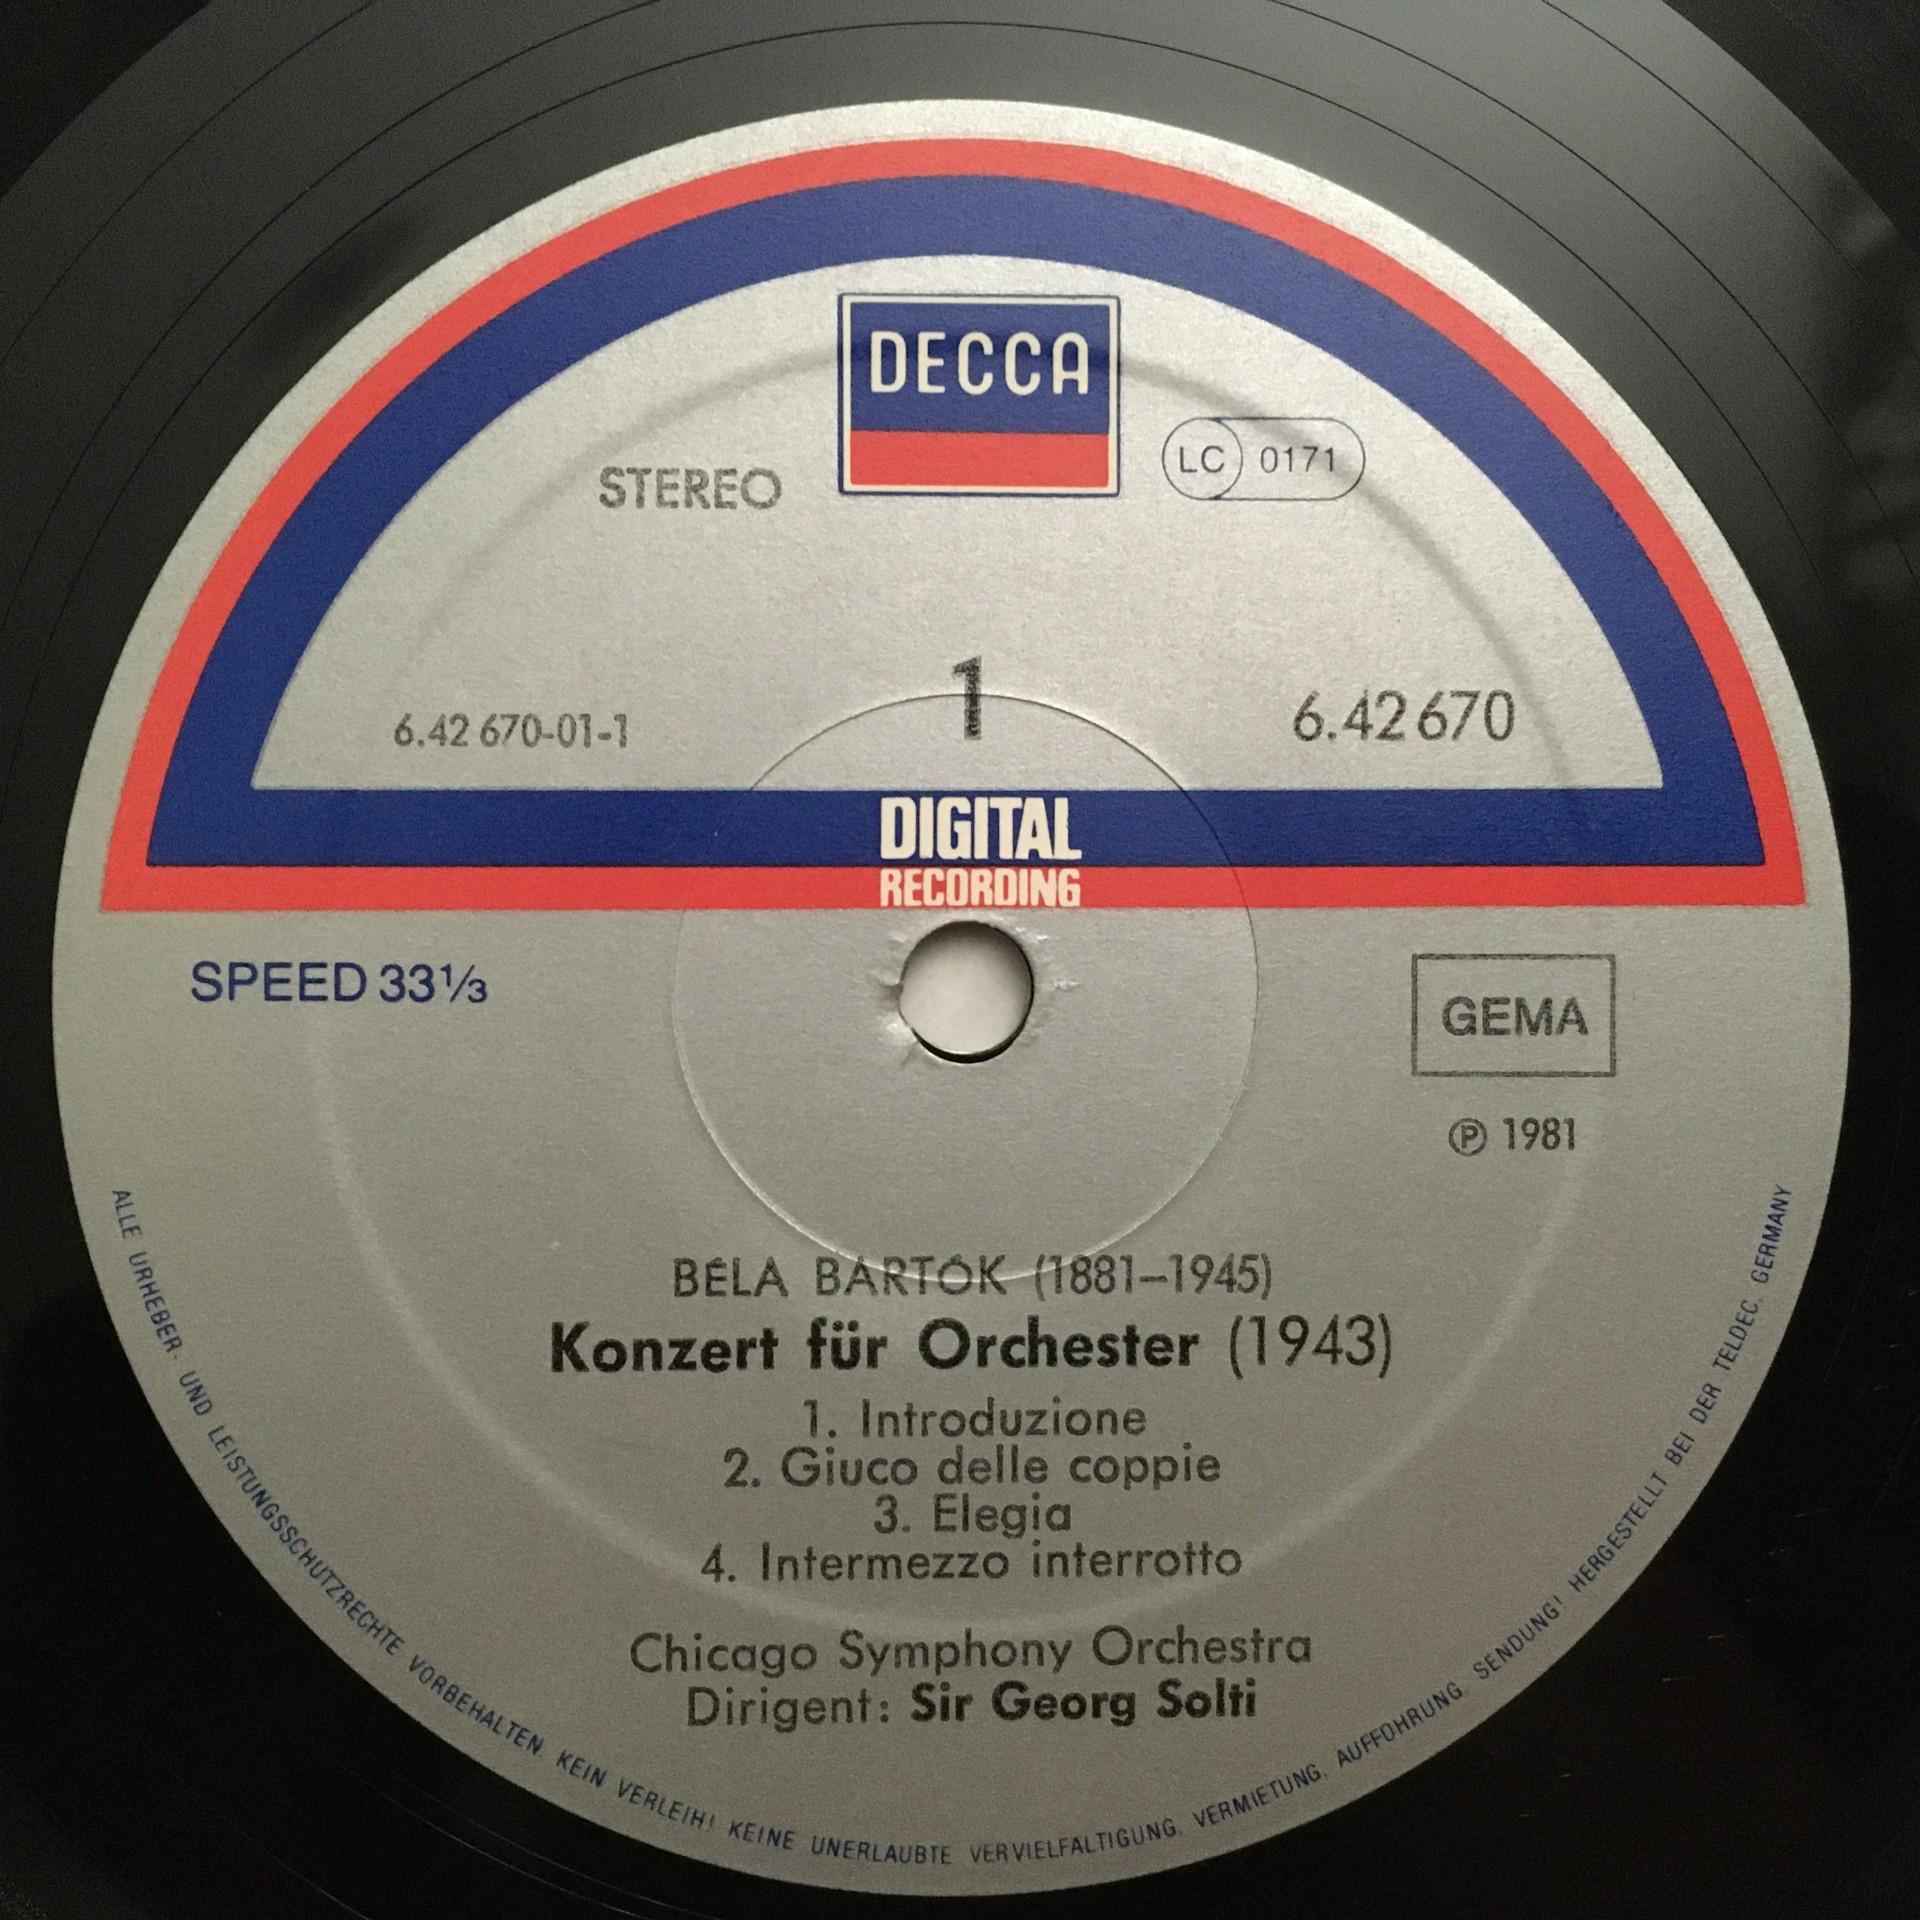 DECCA
STEREO
LC 0171
1
6.42 670-01-1
6.42 670
DIGITAL
RECORDING
SPEED 33⅓
GEMA
℗ 1981
BÉLA BARTÓK (1881–1945)
Konzert für Orchester (1943)
1. Introduzione
2. Giuco delle coppie
3. Elegia
4. Intermezzo interrotto
Chicago Symphony Orchestra
Dirigent: Sir Georg Solti
ALLE URHEBER- UND LEISTUNGSSCHUTZRECHTE VORBEHALTEN KEIN VERLEIH! KEINE UNERLAUBTE VERVIELFÄLTIGUNG, VERMIETUNG, AUFFÜHRUNG, SENDUNG! HERGESTELLT BEI DER TELDEC, GERMANY